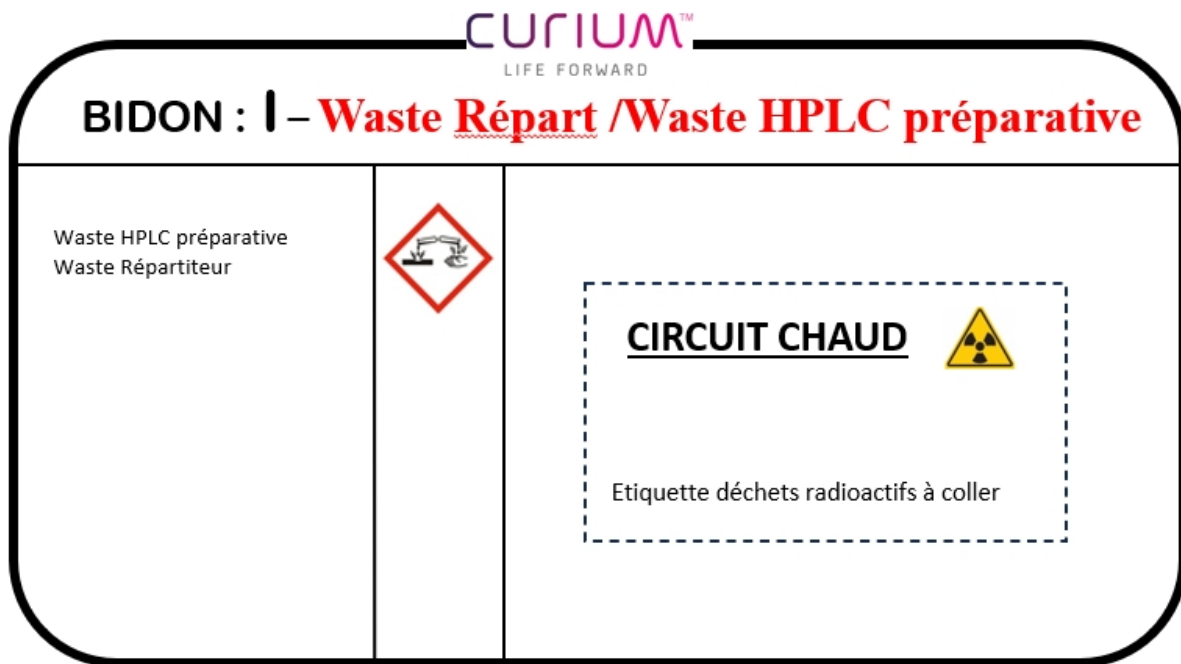 CURIUM™
LIFE FORWARD
BIDON : I – Waste Répart /Waste HPLC préparative
Waste HPLC préparative
Waste Répartiteur
CIRCUIT CHAUD
Etiquette déchets radioactifs à coller